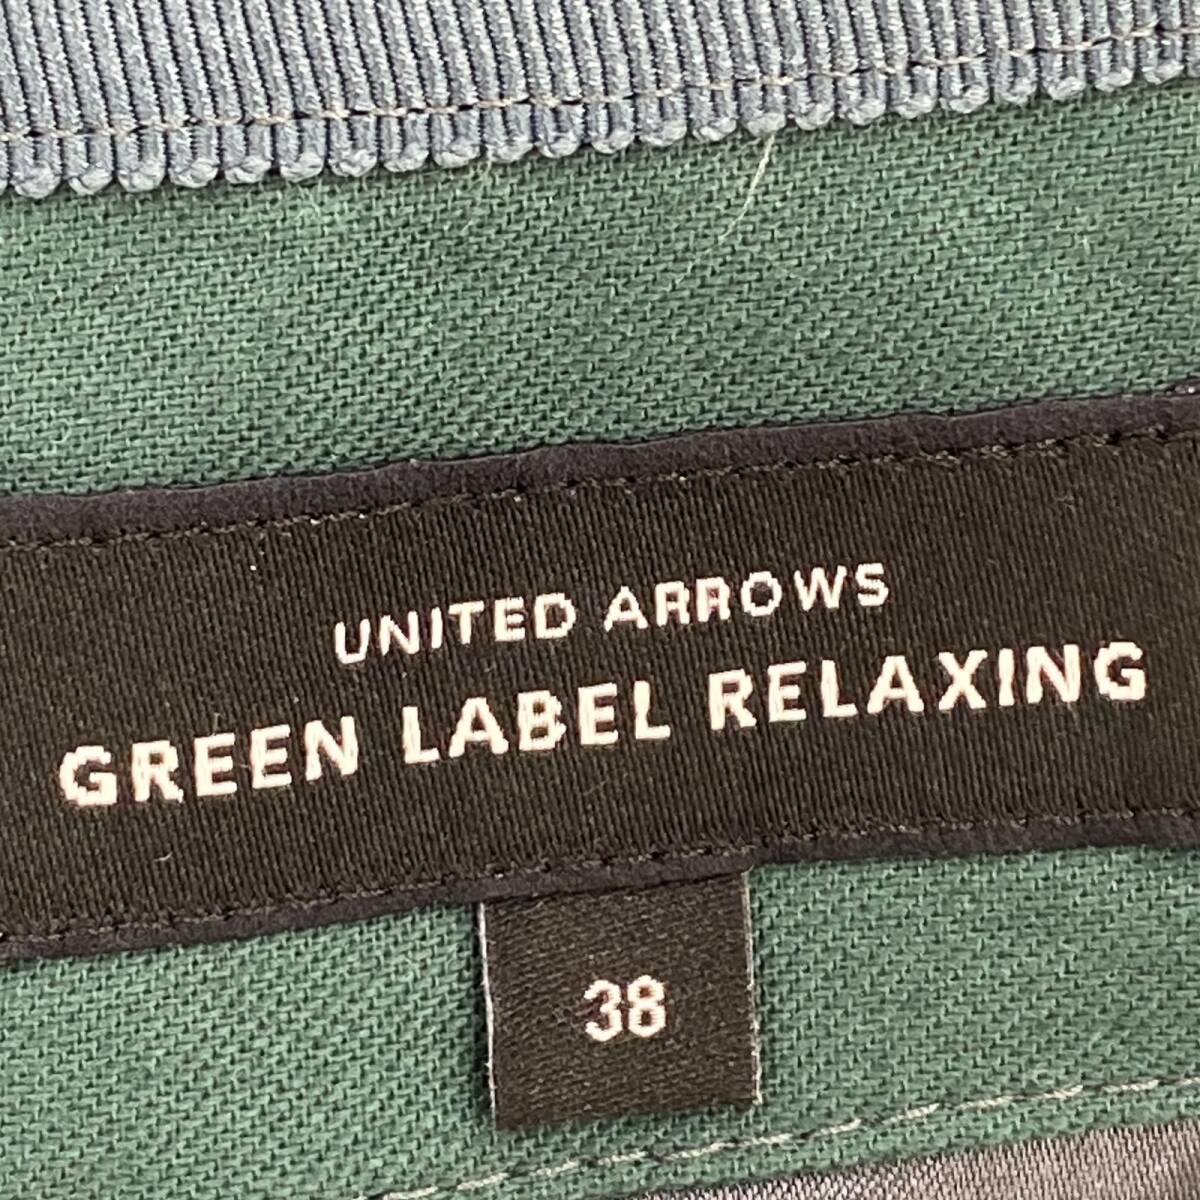 UNITED ARROWS
GREEN LABEL RELAXING
38